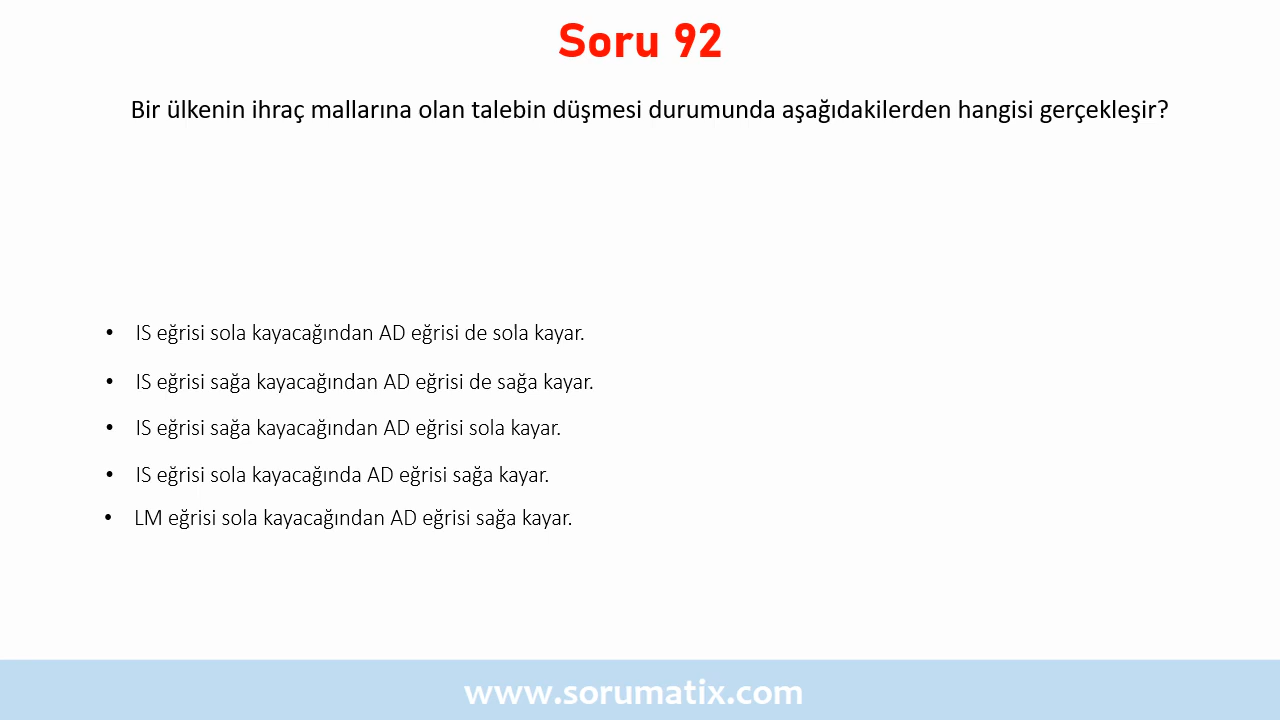 Soru 92
Bir ülkenin ihraç mallarına olan talebin düşmesi durumunda aşağıdakilerden hangisi gerçekleşir?
• IS eğrisi sola kayacağından AD eğrisi de sola kayar.
• IS eğrisi sağa kayacağından AD eğrisi de sağa kayar.
• IS eğrisi sağa kayacağından AD eğrisi sola kayar.
• IS eğrisi sola kayacağında AD eğrisi sağa kayar.
• LM eğrisi sola kayacağından AD eğrisi sağa kayar.
www.sorumatix.com